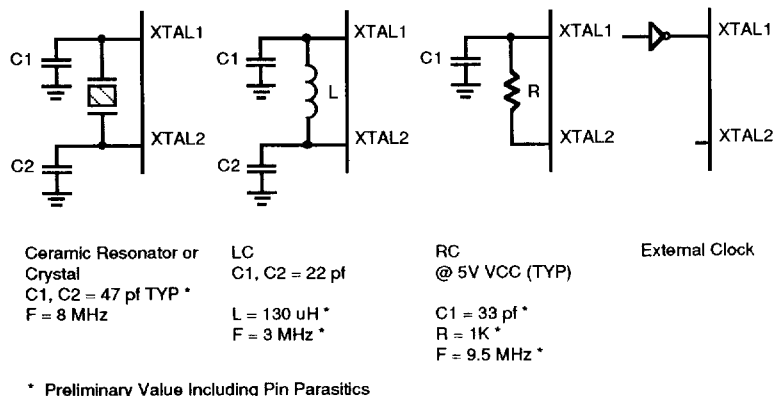 XTAL1
C1
XTAL2
C2
XTAL1
C1
L
XTAL2
C2
XTAL1
C1
R
XTAL2
XTAL1
XTAL2
Ceramic Resonator or
Crystal
C1, C2 = 47 pf TYP *
F = 8 MHz
LC
C1, C2 = 22 pf
L = 130 uH *
F = 3 MHz *
RC
@ 5V VCC (TYP)
C1 = 33 pf *
R = 1K *
F = 9.5 MHz *
External Clock
* Preliminary Value Including Pin Parasitics